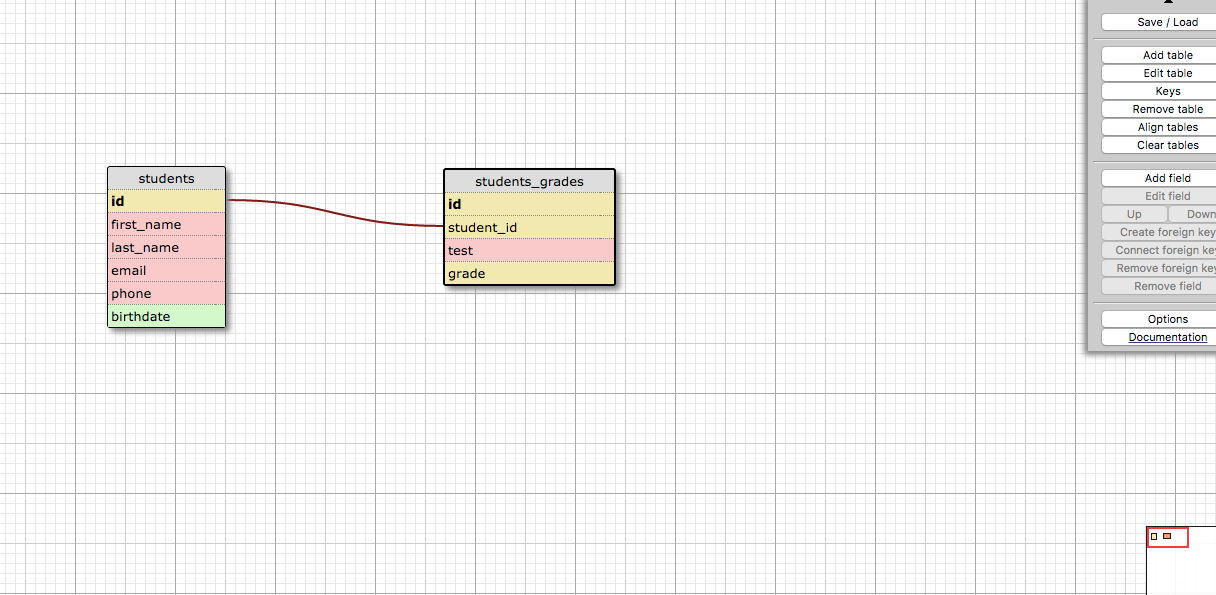 students
id
first_name
last_name
email
phone
birthdate
students_grades
id
student_id
test
grade
Save / Load
Add table
Edit table
Keys
Remove table
Align tables
Clear tables
Add field
Edit field
Up Down
Create foreign key
Connect foreign key
Remove foreign key
Remove field
Options
Documentation